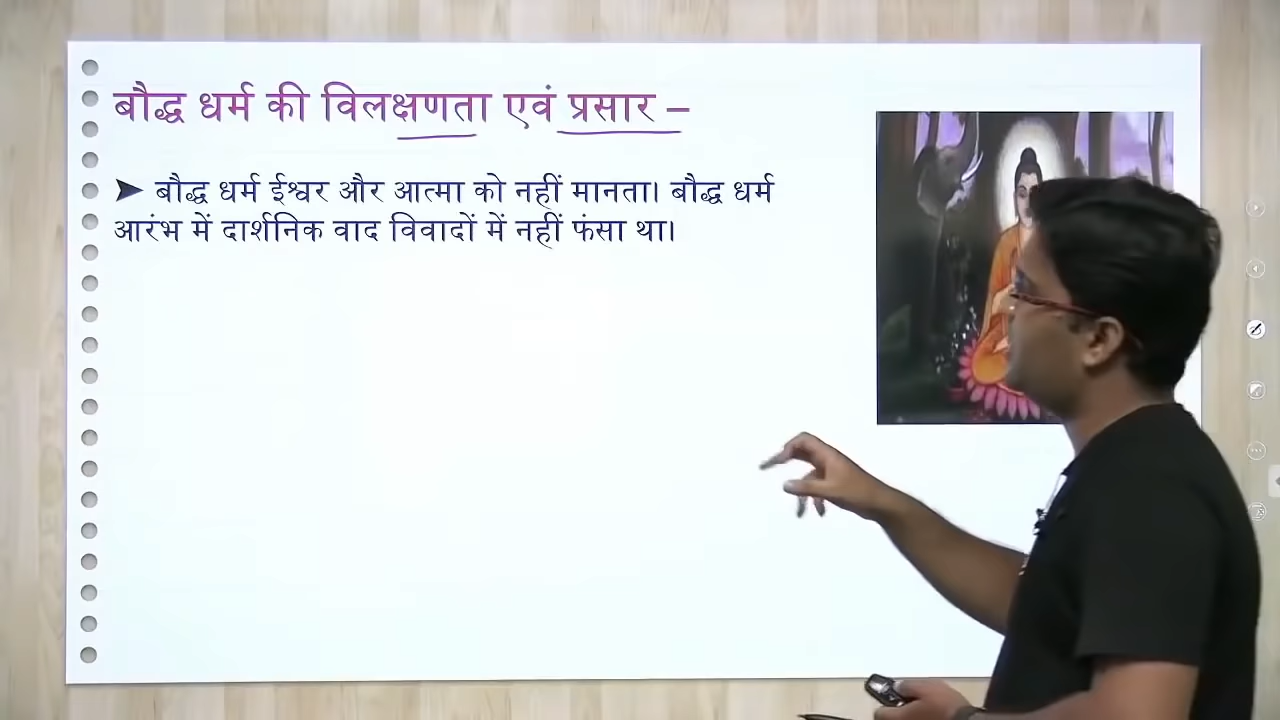 बौद्ध धर्म की विलक्षणता एवं प्रसार –
➤ बौद्ध धर्म ईश्वर और आत्मा को नहीं मानता। बौद्ध धर्म
आरंभ में दार्शनिक वाद विवादों में नहीं फंसा था।